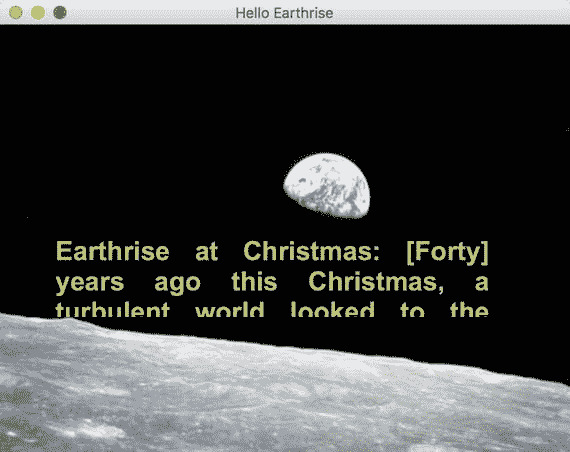 Hello Earthrise
Earthrise at Christmas: [Forty]
years ago this Christmas, a
turbulent world looked to the